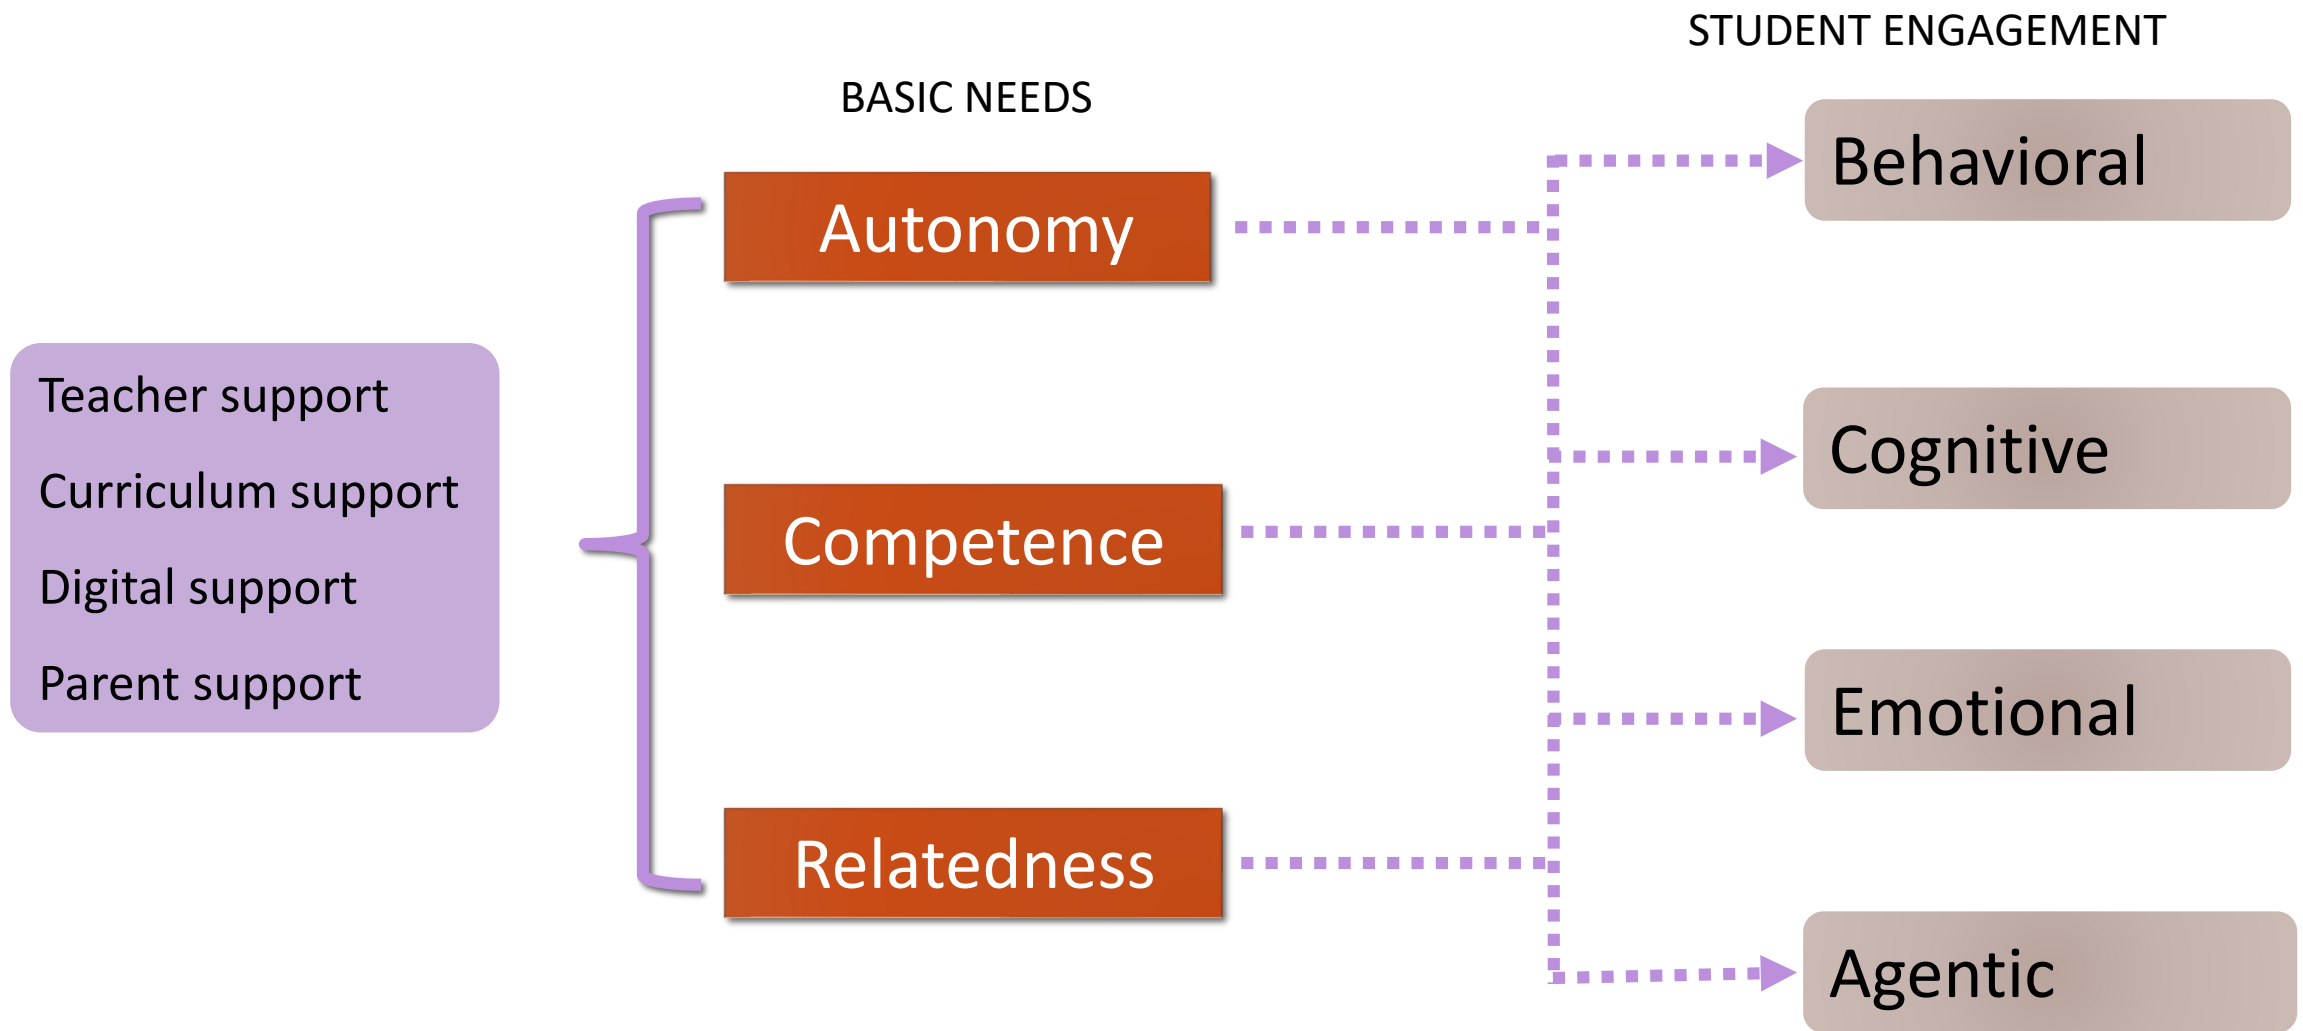 STUDENT ENGAGEMENT
BASIC NEEDS
Teacher support
Curriculum support
Digital support
Parent support
Autonomy
Competence
Relatedness
Behavioral
Cognitive
Emotional
Agentic